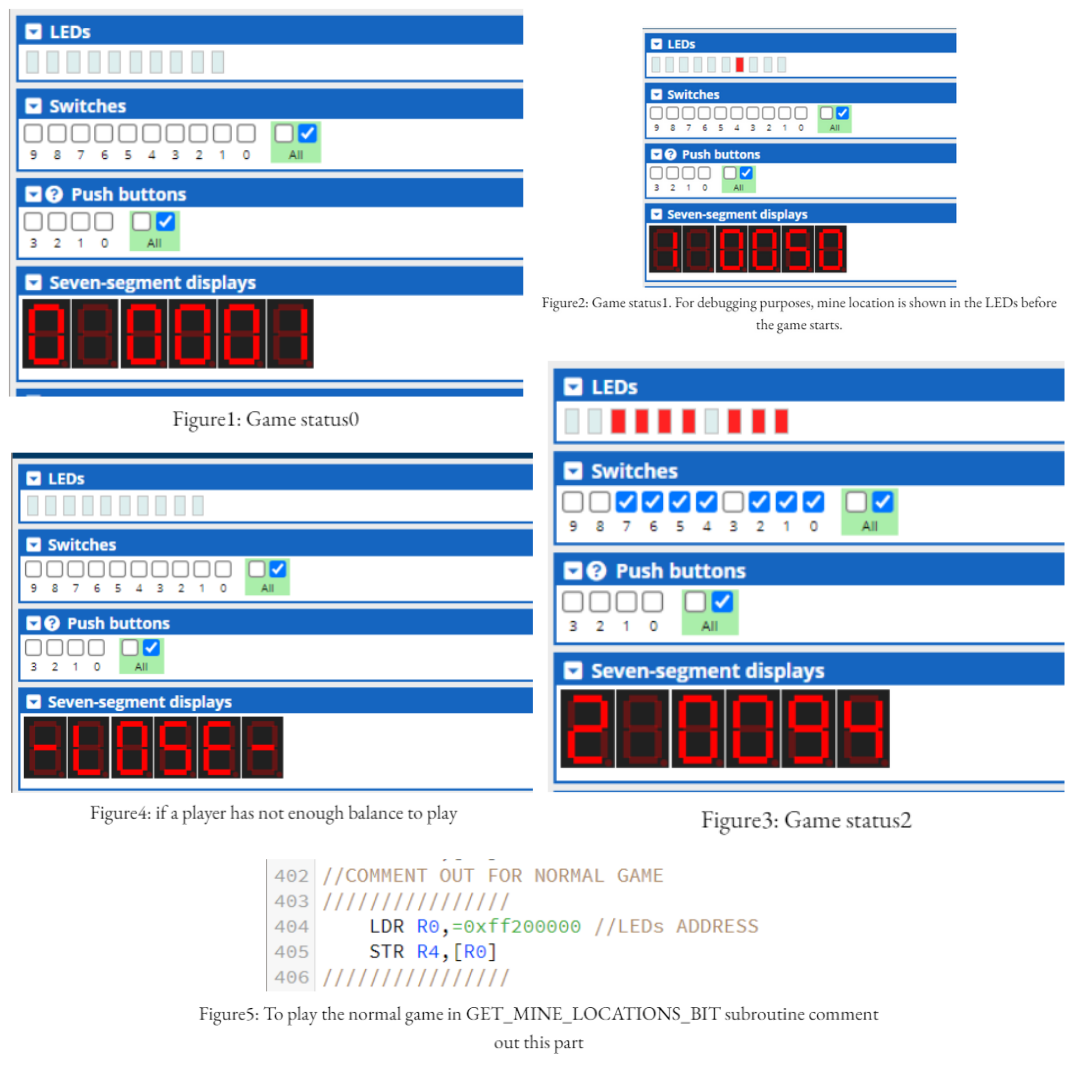 LEDs
Switches
9 8 7 6 5 4 3 2 1 0 All
Push buttons
3 2 1 0 All
Seven-segment displays
0 0001
Figure1: Game status0
LEDs
Switches
9 8 7 6 5 4 3 2 1 0 All
Push buttons
3 2 1 0 All
Seven-segment displays
1 0050
Figure2: Game status1. For debugging purposes, mine location is shown in the LEDs before
the game starts.
LEDs
Switches
9 8 7 6 5 4 3 2 1 0 All
Push buttons
3 2 1 0 All
Seven-segment displays
-LOSE-
Figure4: if a player has not enough balance to play
LEDs
Switches
9 8 7 6 5 4 3 2 1 0 All
Push buttons
3 2 1 0 All
Seven-segment displays
2 0094
Figure3: Game status2
402 //COMMENT OUT FOR NORMAL GAME
403 ////////////////
404 LDR R0,=0xff200000 //LEDs ADDRESS
405 STR R4,[R0]
406 ////////////////
Figure5: To play the normal game in GET_MINE_LOCATIONS_BIT subroutine comment
out this part